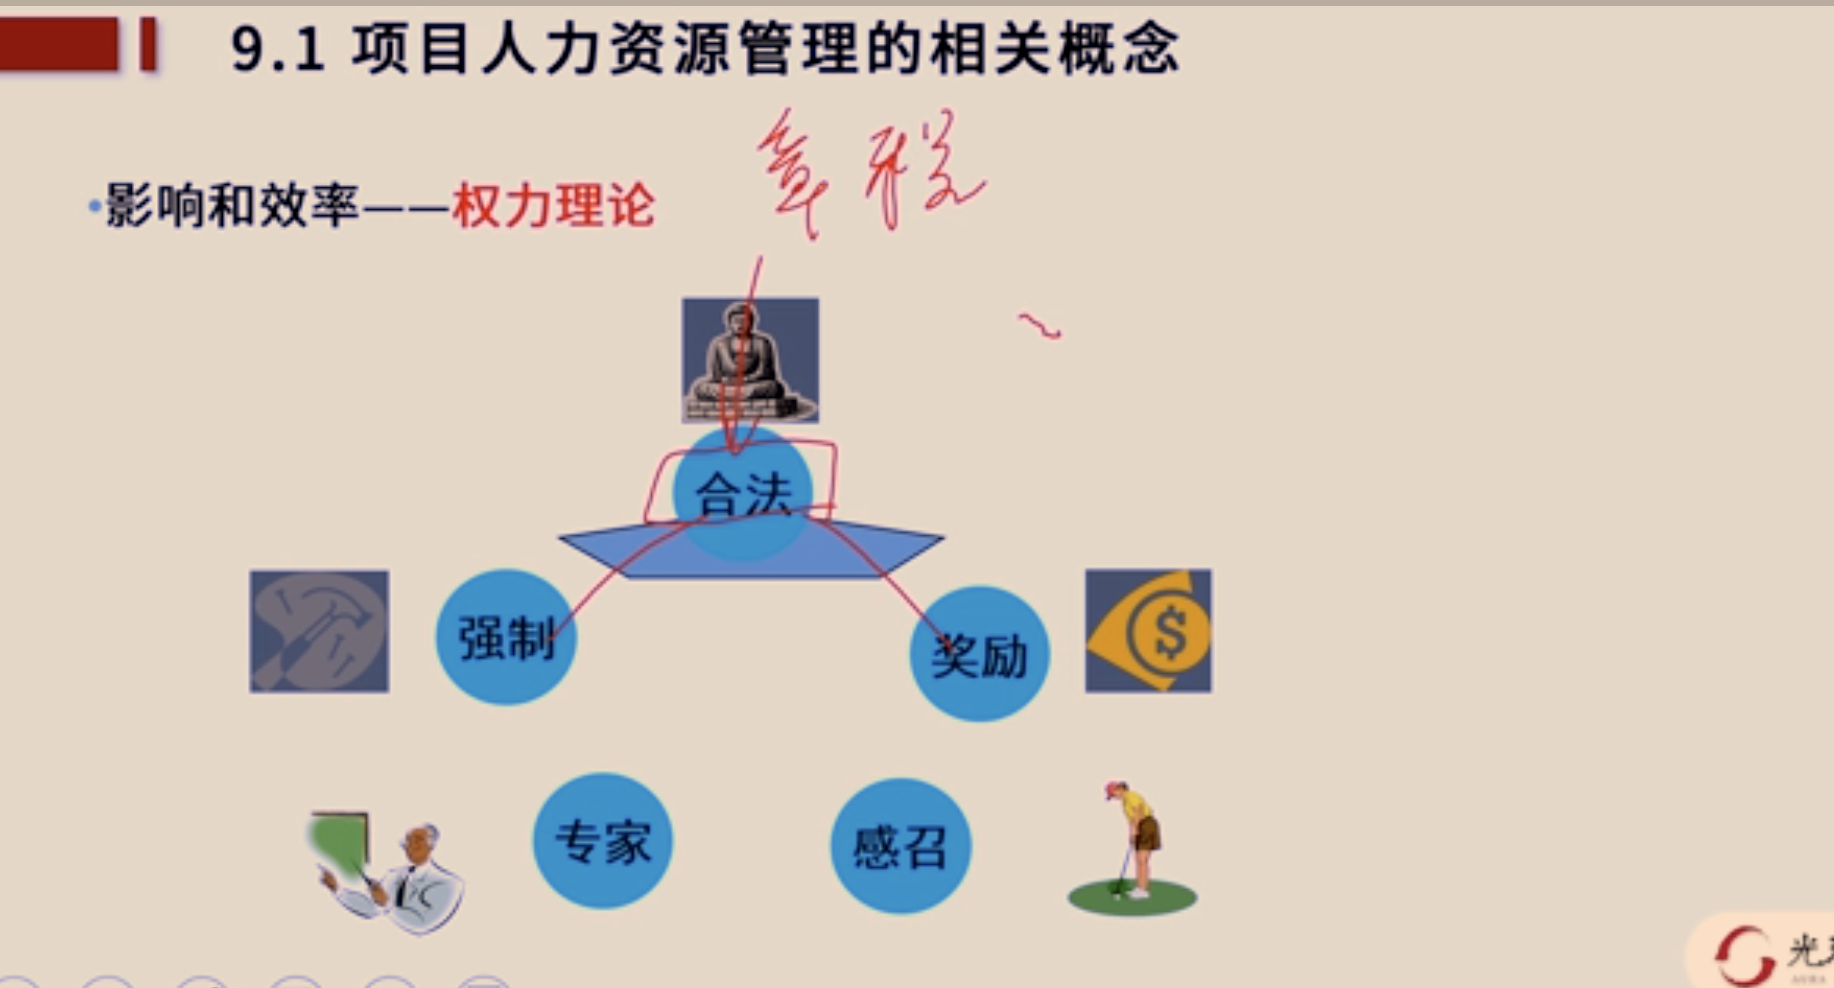 9.1 项目人力资源管理的相关概念
章 程
•影响和效率——权力理论
合法
强制
奖励
$
专家
感召
光